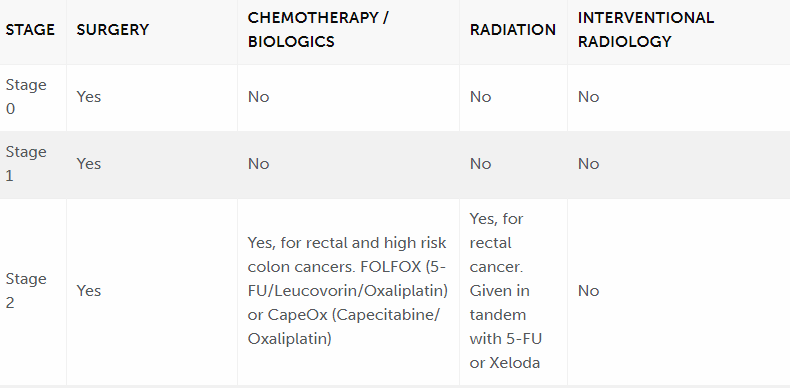 STAGE SURGERY CHEMOTHERAPY / BIOLOGICS RADIATION INTERVENTIONAL RADIOLOGY
Stage 0 Yes No No No
Stage 1 Yes No No No
Stage 2 Yes Yes, for rectal and high risk colon cancers. FOLFOX (5-FU/Leucovorin/Oxaliplatin) or CapeOx (Capecitabine/ Oxaliplatin) Yes, for rectal cancer. Given in tandem with 5-FU or Xeloda No